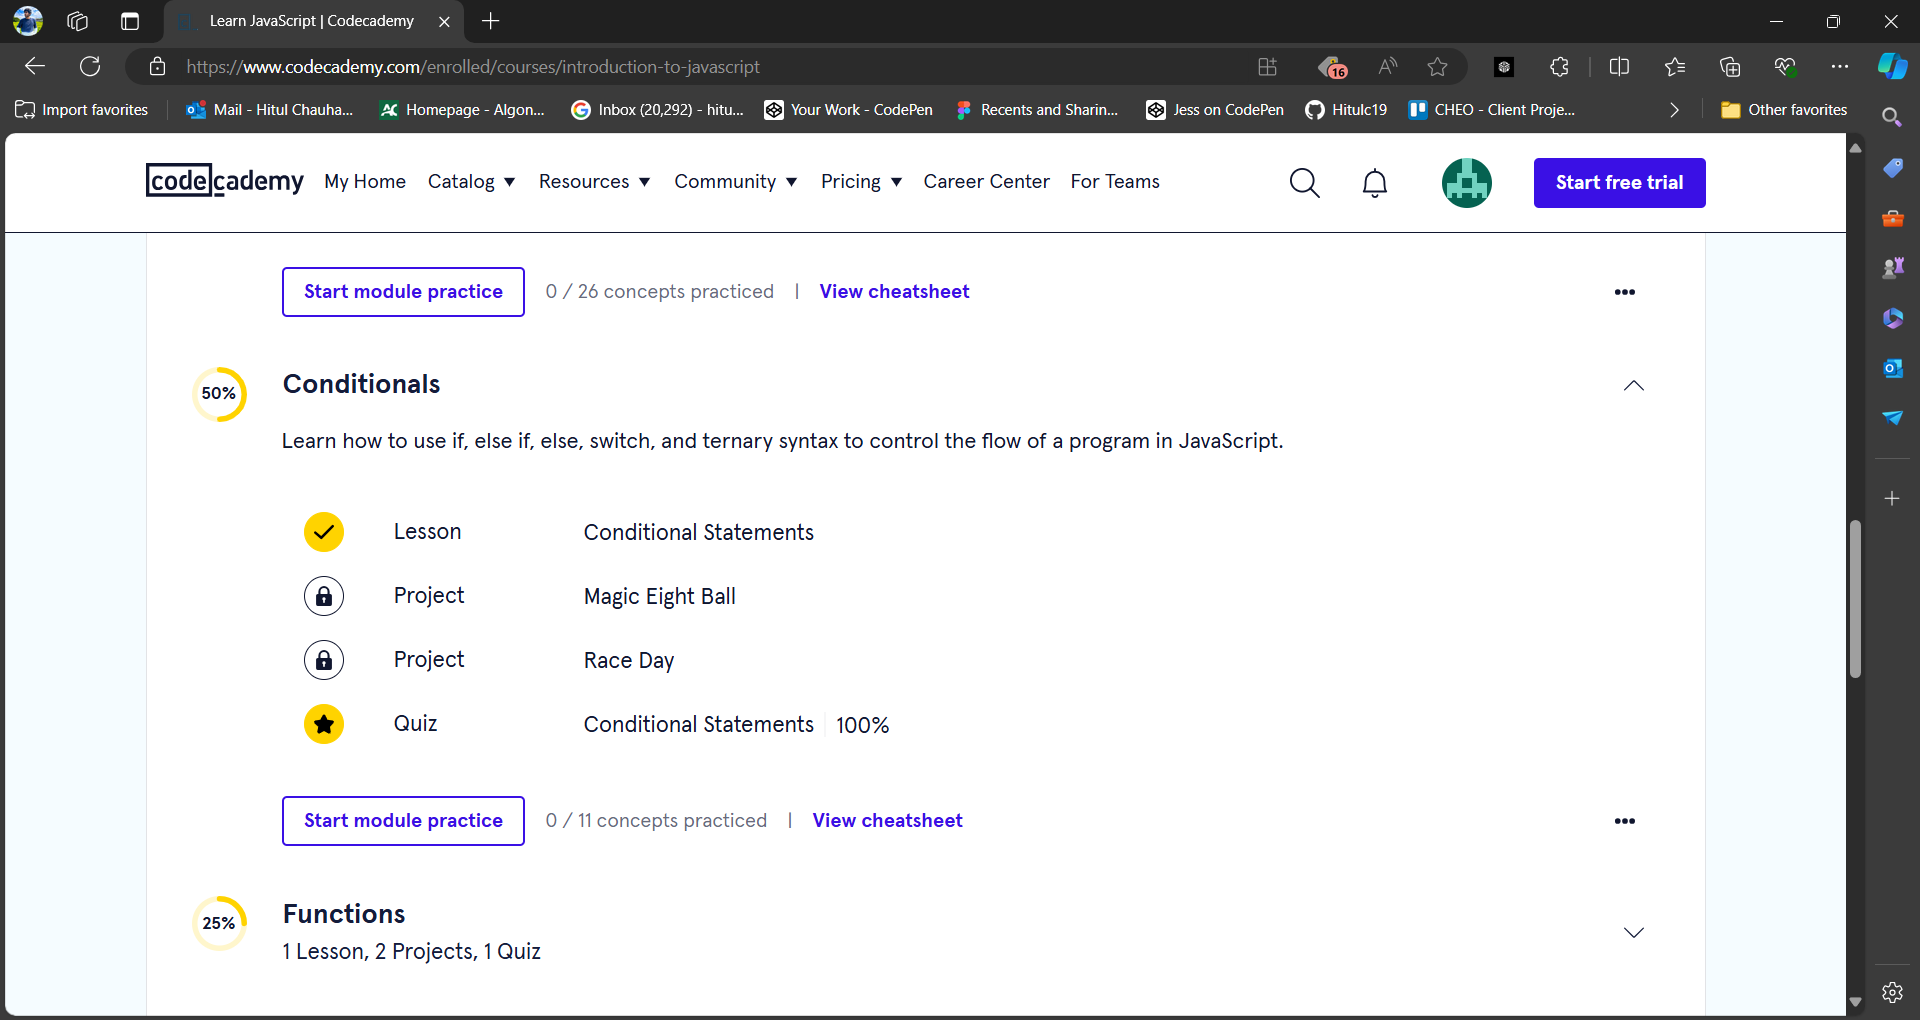 Learn JavaScript | Codecademy
https://www.codecademy.com/enrolled/courses/introduction-to-javascript
16
Import favorites
Mail - Hitul Chauha...
Homepage - Algon...
Inbox (20,292) - hitu...
Your Work - CodePen
Recents and Sharin...
Jess on CodePen
Hitulc19
CHEO - Client Proje...
Other favorites
codecademy
My Home
Catalog
Resources
Community
Pricing
Career Center
For Teams
Start free trial
Start module practice
0 / 26 concepts practiced
|
View cheatsheet
50%
Conditionals
Learn how to use if, else if, else, switch, and ternary syntax to control the flow of a program in JavaScript.
Lesson
Conditional Statements
Project
Magic Eight Ball
Project
Race Day
Quiz
Conditional Statements
100%
Start module practice
0 / 11 concepts practiced
|
View cheatsheet
25%
Functions
1 Lesson, 2 Projects, 1 Quiz